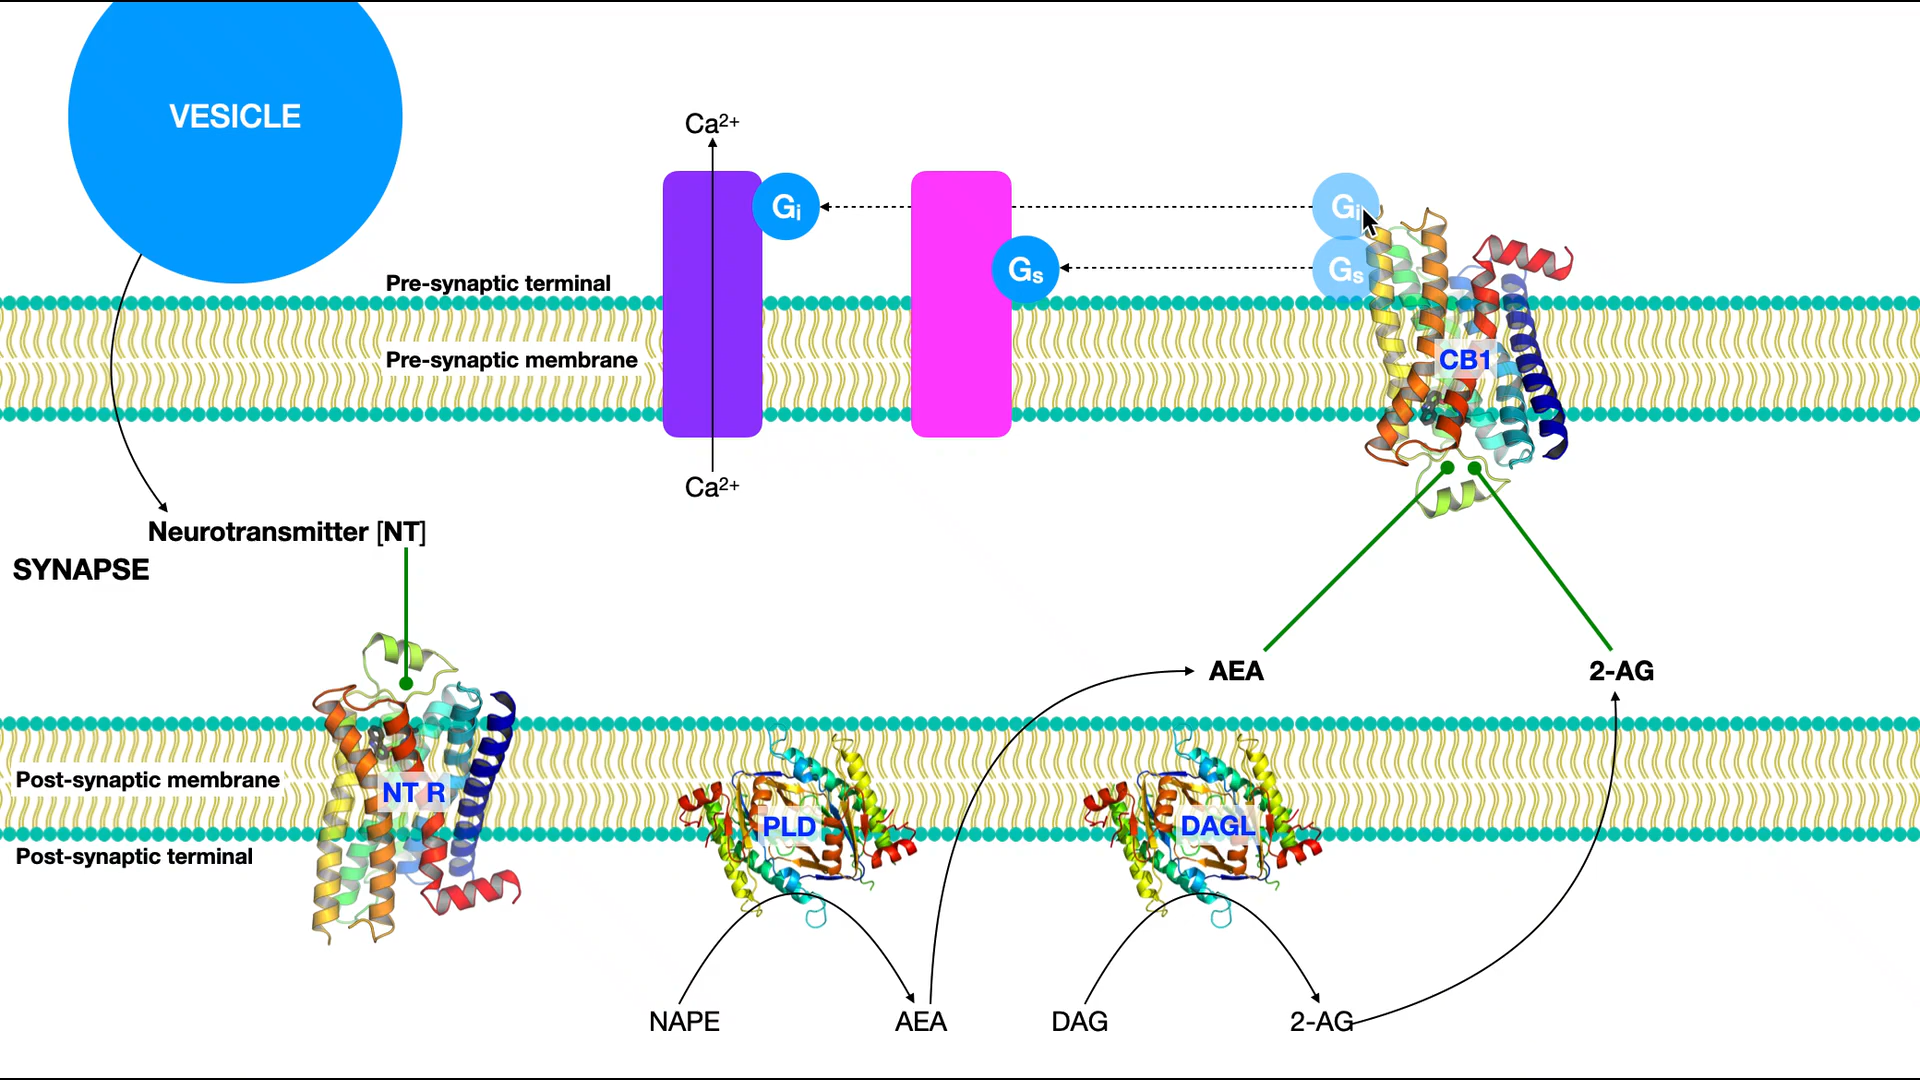 VESICLE
Ca²⁺
Gᵢ
Gᵢ
Gₛ
Gₛ
Pre-synaptic terminal
Pre-synaptic membrane
CB1
Ca²⁺
Neurotransmitter [NT]
SYNAPSE
AEA
2-AG
Post-synaptic membrane
NT R
PLD
DAGL
Post-synaptic terminal
NAPE
AEA
DAG
2-AG